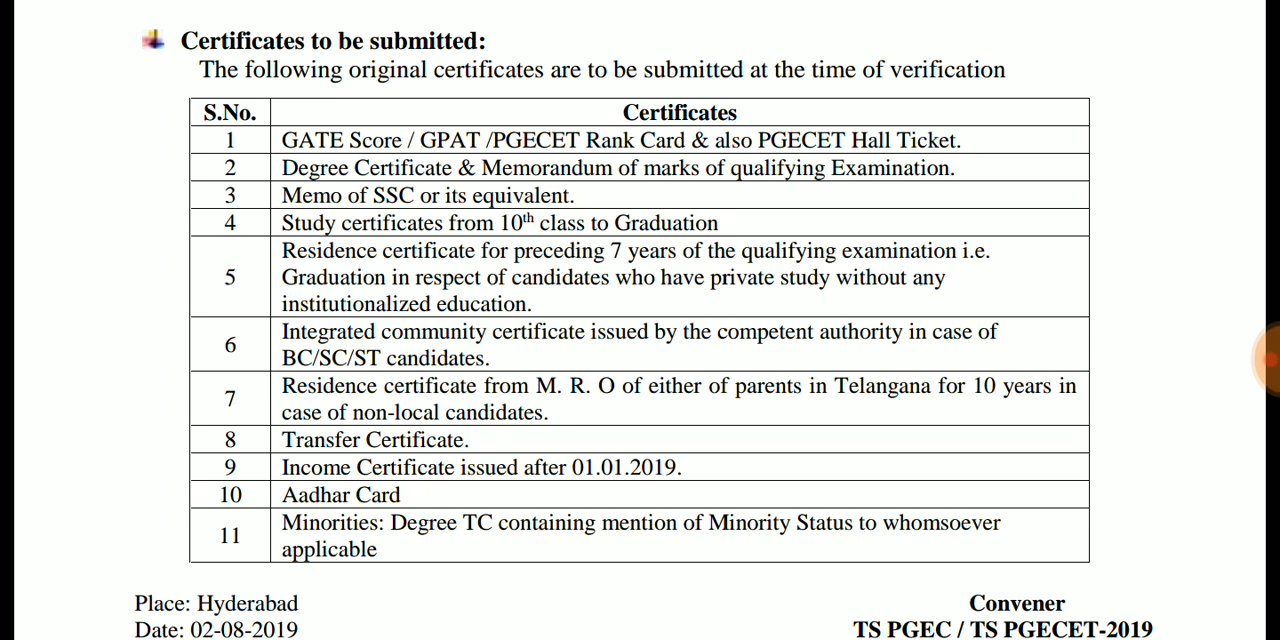 Certificates to be submitted:
The following original certificates are to be submitted at the time of verification
S.No. Certificates
1 GATE Score / GPAT /PGECET Rank Card & also PGECET Hall Ticket.
2 Degree Certificate & Memorandum of marks of qualifying Examination.
3 Memo of SSC or its equivalent.
4 Study certificates from 10th class to Graduation
Residence certificate for preceding 7 years of the qualifying examination i.e.
5 Graduation in respect of candidates who have private study without any
institutionalized education.
6 Integrated community certificate issued by the competent authority in case of
BC/SC/ST candidates.
7 Residence certificate from M. R. O of either of parents in Telangana for 10 years in
case of non-local candidates.
8 Transfer Certificate.
9 Income Certificate issued after 01.01.2019.
10 Aadhar Card
11 Minorities: Degree TC containing mention of Minority Status to whomsoever
applicable
Place: Hyderabad Convener
Date: 02-08-2019 TS PGEC / TS PGECET-2019